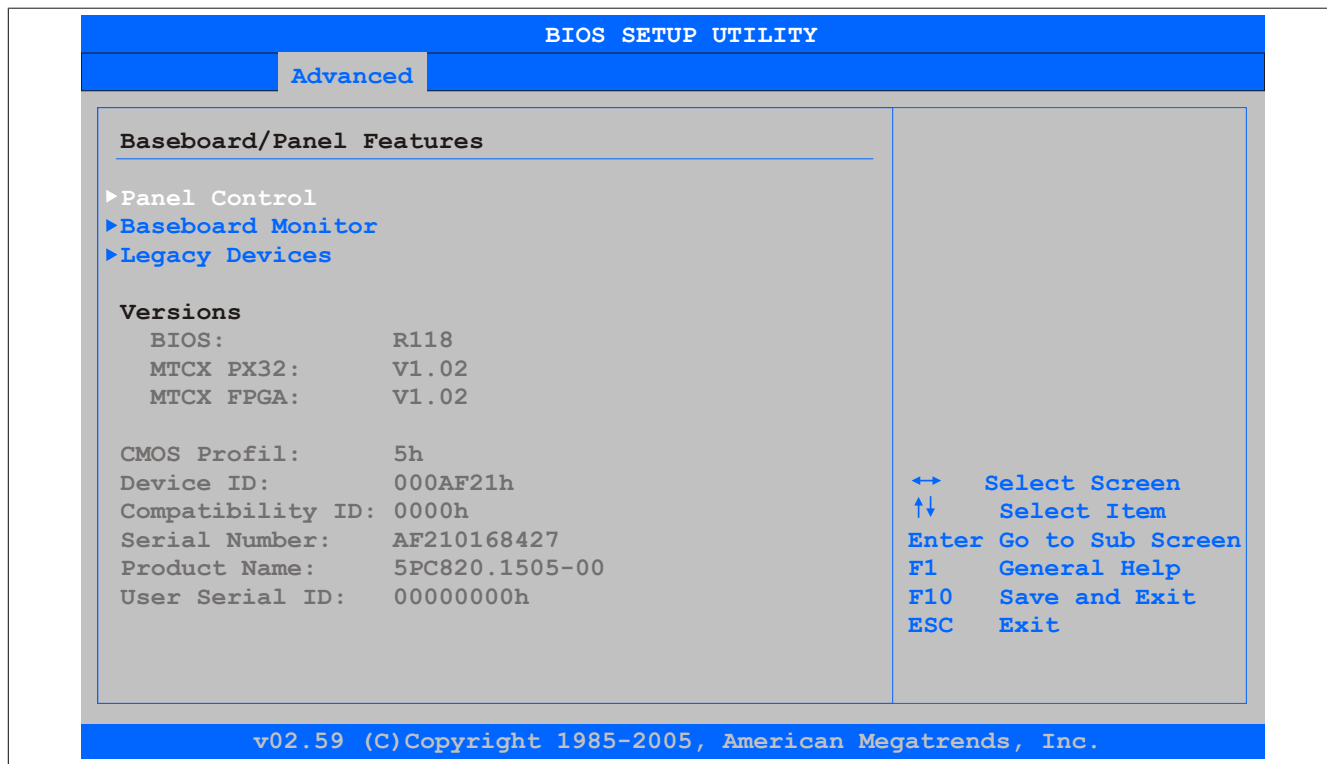 BIOS SETUP UTILITY
Advanced
Baseboard/Panel Features
Panel Control
Baseboard Monitor
Legacy Devices
Versions
BIOS: R118
MTCX PX32: V1.02
MTCX FPGA: V1.02
CMOS Profil: 5h
Device ID: 000AF21h
Compatibility ID: 0000h
Serial Number: AF210168427
Product Name: 5PC820.1505-00
User Serial ID: 00000000h
↔ Select Screen
↑↓ Select Item
Enter Go to Sub Screen
F1 General Help
F10 Save and Exit
ESC Exit
v02.59 (C)Copyright 1985-2005, American Megatrends, Inc.